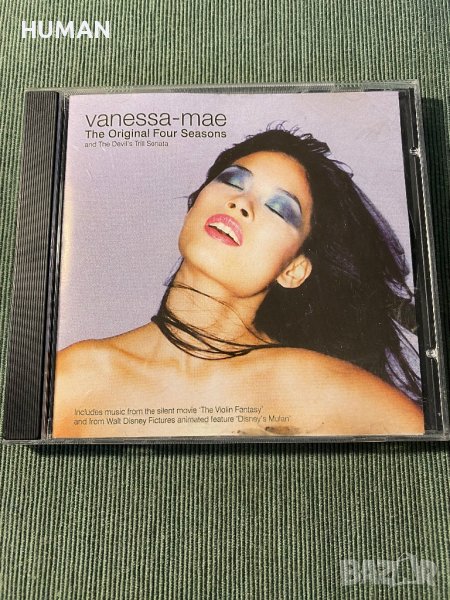 HUMAN
vanessa-mae
The Original Four Seasons
and The Devil's Trill Sonata
Includes music from the silent movie 'The Violin Fantasy'
and from Walt Disney Pictures animated feature "Disney's Mulan"
BAZAR